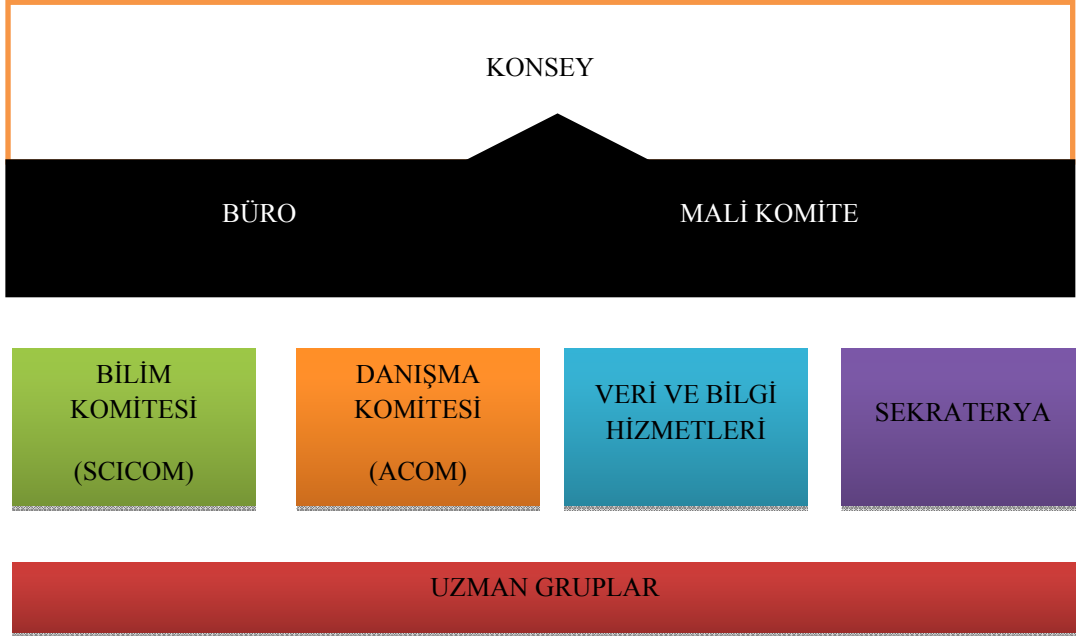 KONSEY
BÜRO
MALİ KOMİTE
BİLİM
KOMİTESİ
(SCICOM)
DANIŞMA
KOMİTESİ
(ACOM)
VERİ VE BİLGİ
HİZMETLERİ
SEKRATERYA
UZMAN GRUPLAR